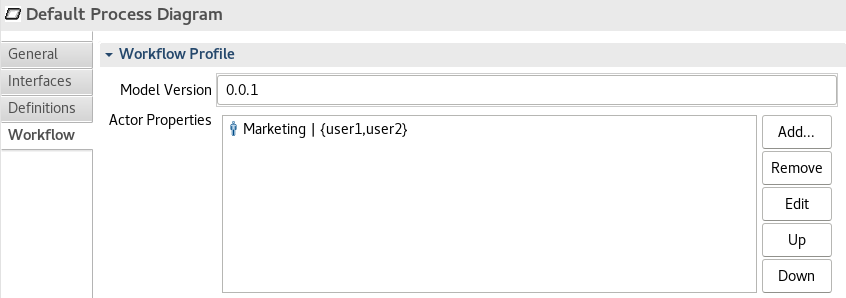 Default Process Diagram
General
Interfaces
Definitions
Workflow
Workflow Profile
Model Version 0.0.1
Actor Properties
Marketing | {user1,user2}
Add...
Remove
Edit
Up
Down